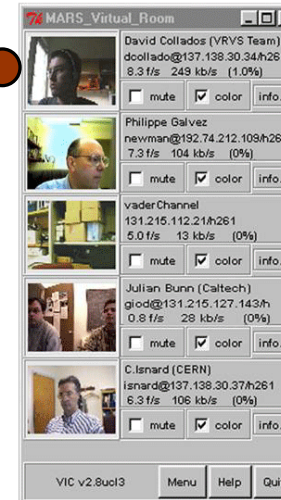 MARS_Virtual_Room
David Collados (VRVS Team)
dcollado@137.138.30.34/h26
8.3 f/s 249 kb/s (1.0%)
mute color info.
Philippe Galvez
newman@192.74.212.109/h26
7.3 f/s 104 kb/s (0%)
mute color info.
vader Channel
131.215.112.21/h261
5.0 f/s 13 kb/s (0%)
mute color info.
Julian Bunn (Caltech)
giod@131.215.127.143/h
0.8 f/s 28 kb/s (0%)
mute color info.
C.Isnard (CERN)
isnard@137.138.30.37/h261
6.3 f/s 106 kb/s (0%)
mute color info.
VIC v2.8ucl3 Menu Help Qui